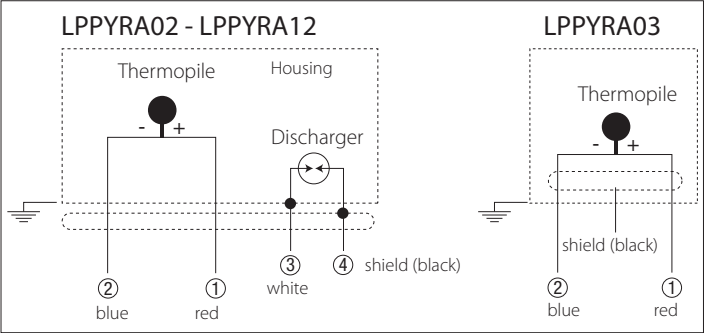 LPPYRA02 - LPPYRA12
Thermopile
Housing
- +
Discharger
② ① ③ ④ shield (black)
blue red white
LPPYRA03
Thermopile
- +
shield (black)
② ①
blue red